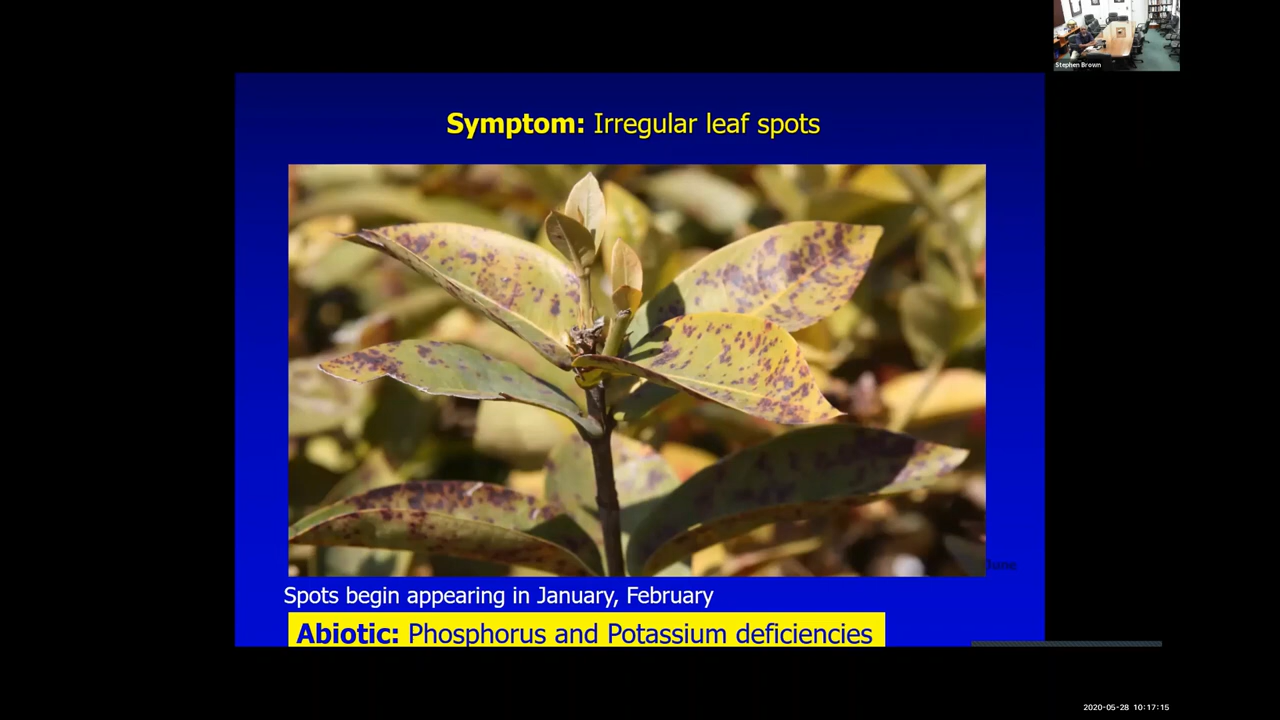 Stephen Brown
Symptom: Irregular leaf spots
June
Spots begin appearing in January, February
Abiotic: Phosphorus and Potassium deficiencies
2020-05-28 10:17:15